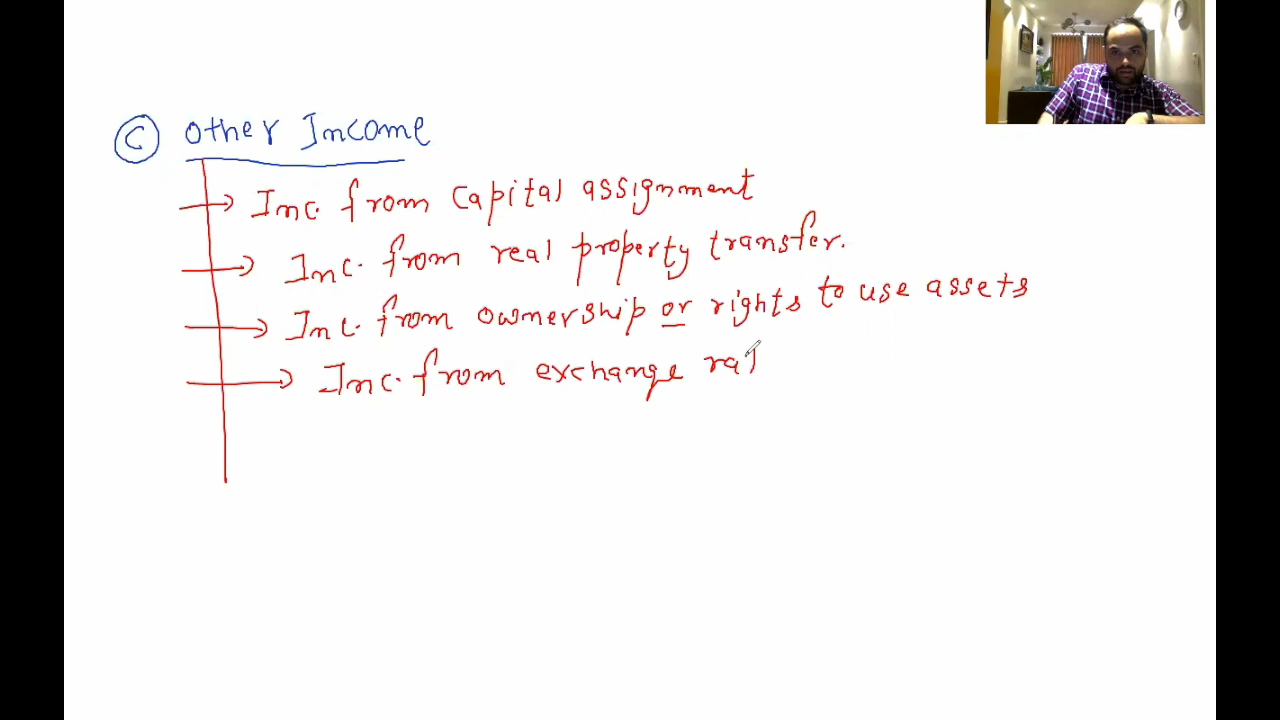 C Other Income
Inc. from capital assignment
Inc. from real property transfer.
Inc. from ownership or rights to use assets
Inc. from exchange rat